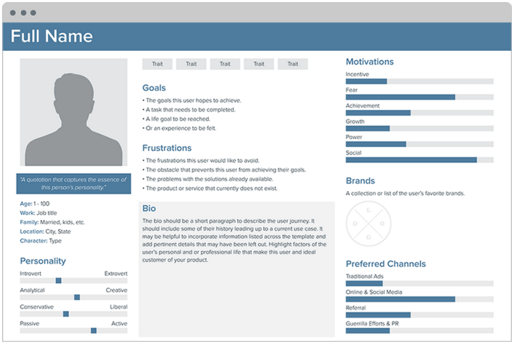 Full Name
"A quotation that captures the essence of
this person's personality."
Age: 1 - 100
Work: Job title
Family: Married, kids, etc.
Location: City, State
Character: Type
Personality
Introvert Extrovert
Analytical Creative
Conservative Liberal
Passive Active
Trait Trait Trait Trait Trait
Goals
• The goals this user hopes to achieve.
• A task that needs to be completed.
• A life goal to be reached.
• Or an experience to be felt.
Frustrations
• The frustrations this user would like to avoid.
• The obstacle that prevents this user from achieving their goals.
• The problems with the solutions already available.
• The product or service that currently does not exist.
Bio
The bio should be a short paragraph to describe the user journey. It
should include some of their history leading up to a current use case. It
may be helpful to incorporate information listed across the template and
add pertinent details that may have been left out. Highlight factors of the
user's personal and or professional life that make this user and ideal
customer of your product.
Motivations
Incentive
Fear
Achievement
Growth
Power
Social
Brands
A collection or list of the user's favorite brands.
Preferred Channels
Traditional Ads
Online & Social Media
Referral
Guerrilla Efforts & PR